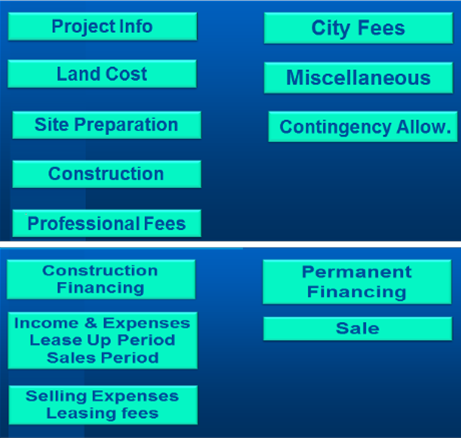 Project Info
Land Cost
Site Preparation
Construction
Professional Fees
City Fees
Miscellaneous
Contingency Allow.
Construction
Financing
Income & Expenses
Lease Up Period
Sales Period
Selling Expenses
Leasing fees
Permanent
Financing
Sale